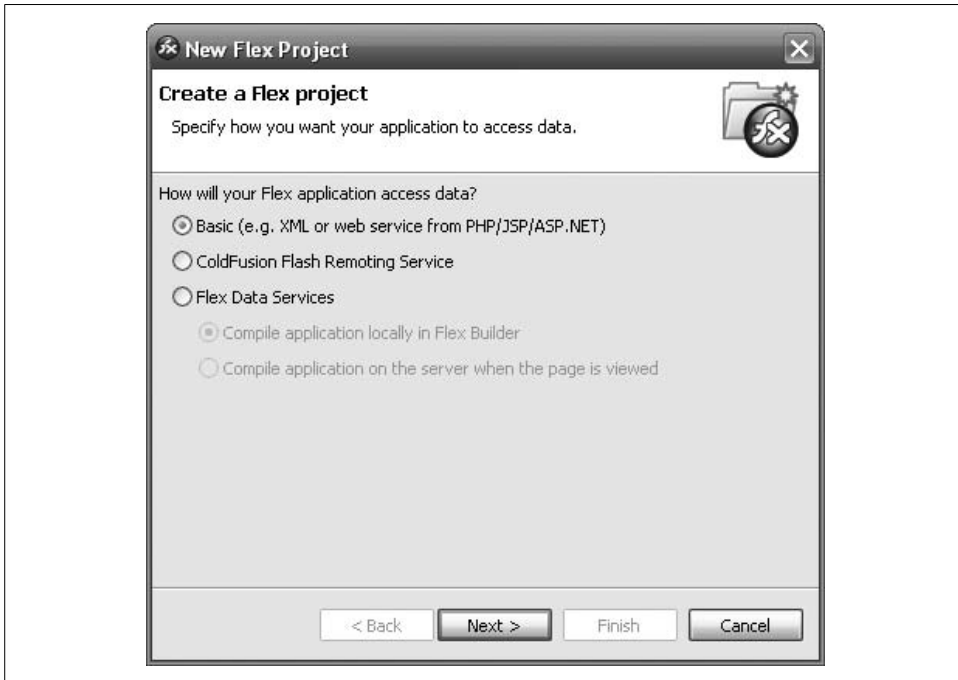 New Flex Project
Create a Flex project
Specify how you want your application to access data.
How will your Flex application access data?
Basic (e.g. XML or web service from PHP/JSP/ASP.NET)
ColdFusion Flash Remoting Service
Flex Data Services
Compile application locally in Flex Builder
Compile application on the server when the page is viewed
< Back Next > Finish Cancel